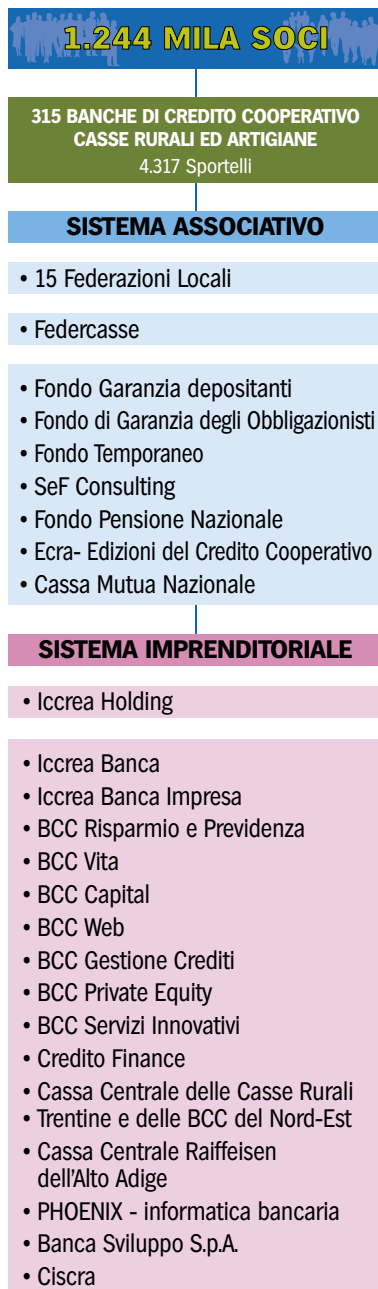 1.244 MILA SOCI
315 BANCHE DI CREDITO COOPERATIVO
CASSE RURALI ED ARTIGIANE
4.317 Sportelli
SISTEMA ASSOCIATIVO
• 15 Federazioni Locali
• Federcasse
• Fondo Garanzia depositanti
• Fondo di Garanzia degli Obbligazionisti
• Fondo Temporaneo
• SeF Consulting
• Fondo Pensione Nazionale
• Ecra- Edizioni del Credito Cooperativo
• Cassa Mutua Nazionale
SISTEMA IMPRENDITORIALE
• Iccrea Holding
• Iccrea Banca
• Iccrea Banca Impresa
• BCC Risparmio e Previdenza
• BCC Vita
• BCC Capital
• BCC Web
• BCC Gestione Crediti
• BCC Private Equity
• BCC Servizi Innovativi
• Credito Finance
• Cassa Centrale delle Casse Rurali
• Trentine e delle BCC del Nord-Est
• Cassa Centrale Raiffeisen
dell'Alto Adige
• PHOENIX - informatica bancaria
• Banca Sviluppo S.p.A.
• Ciscra